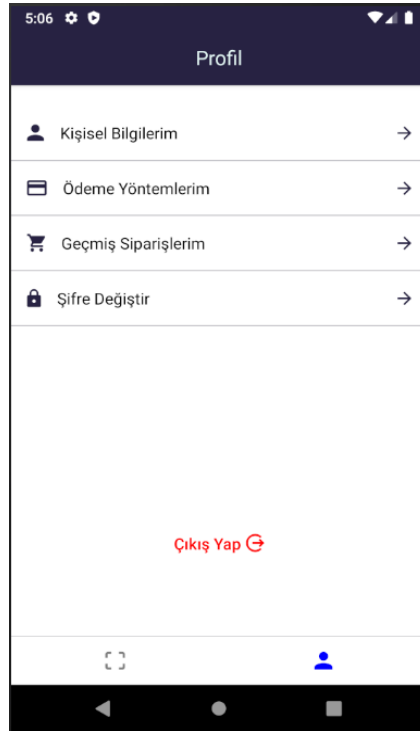 5:06
Profil
Kişisel Bilgilerim
Ödeme Yöntemlerim
Geçmiş Siparişlerim
Şifre Değiştir
Çıkış Yap